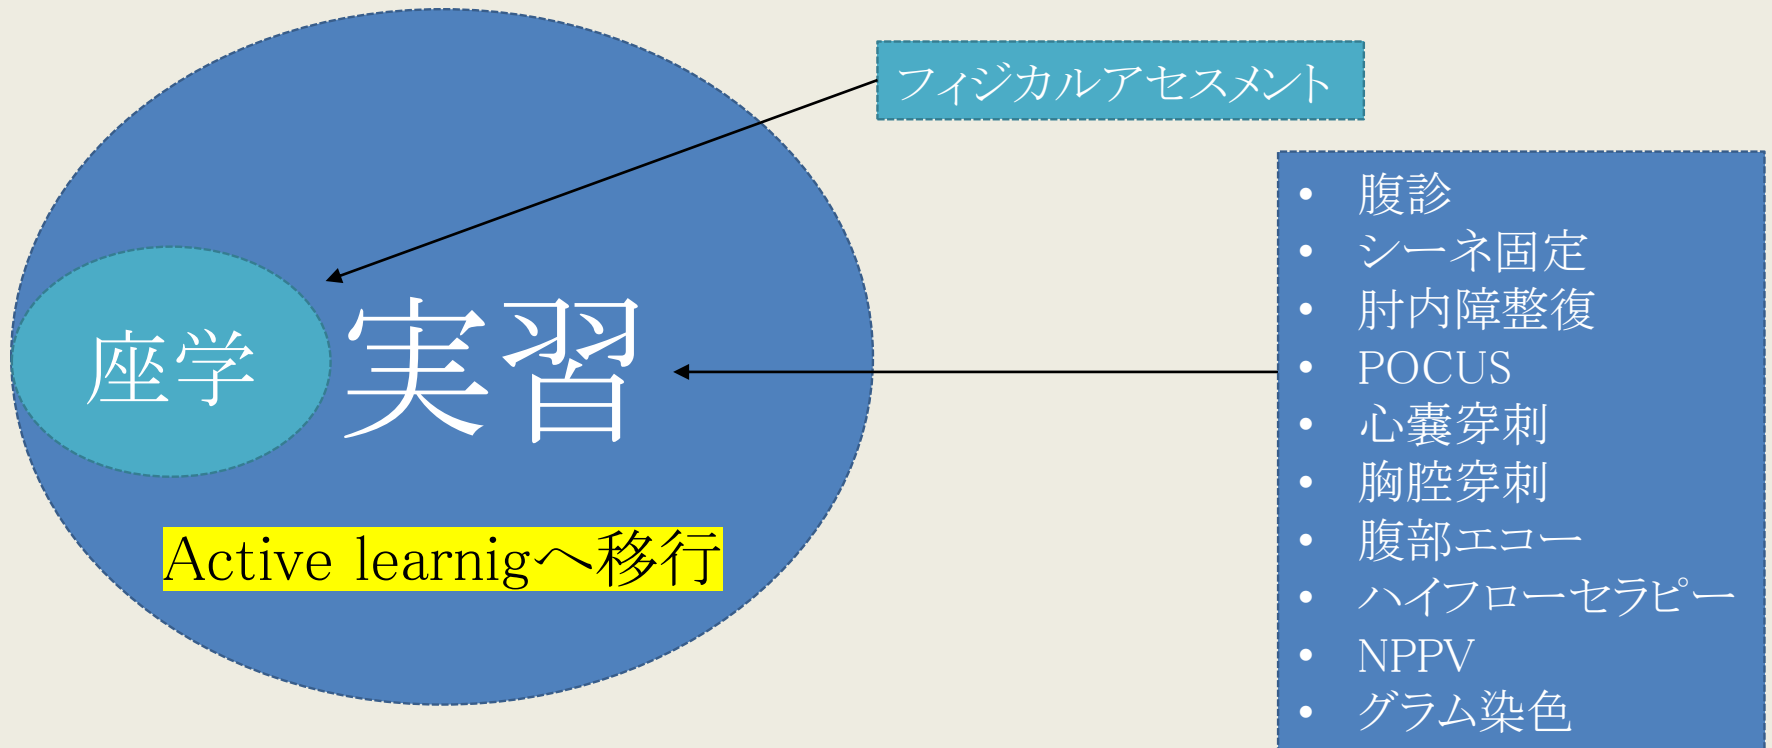 フィジカルアセスメント
座学
実習
Active learnigへ移行
• 腹診
• シーネ固定
• 肘内障整復
• POCUS
• 心嚢穿刺
• 胸腔穿刺
• 腹部エコー
• ハイフローセラピー
• NPPV
• グラム染色